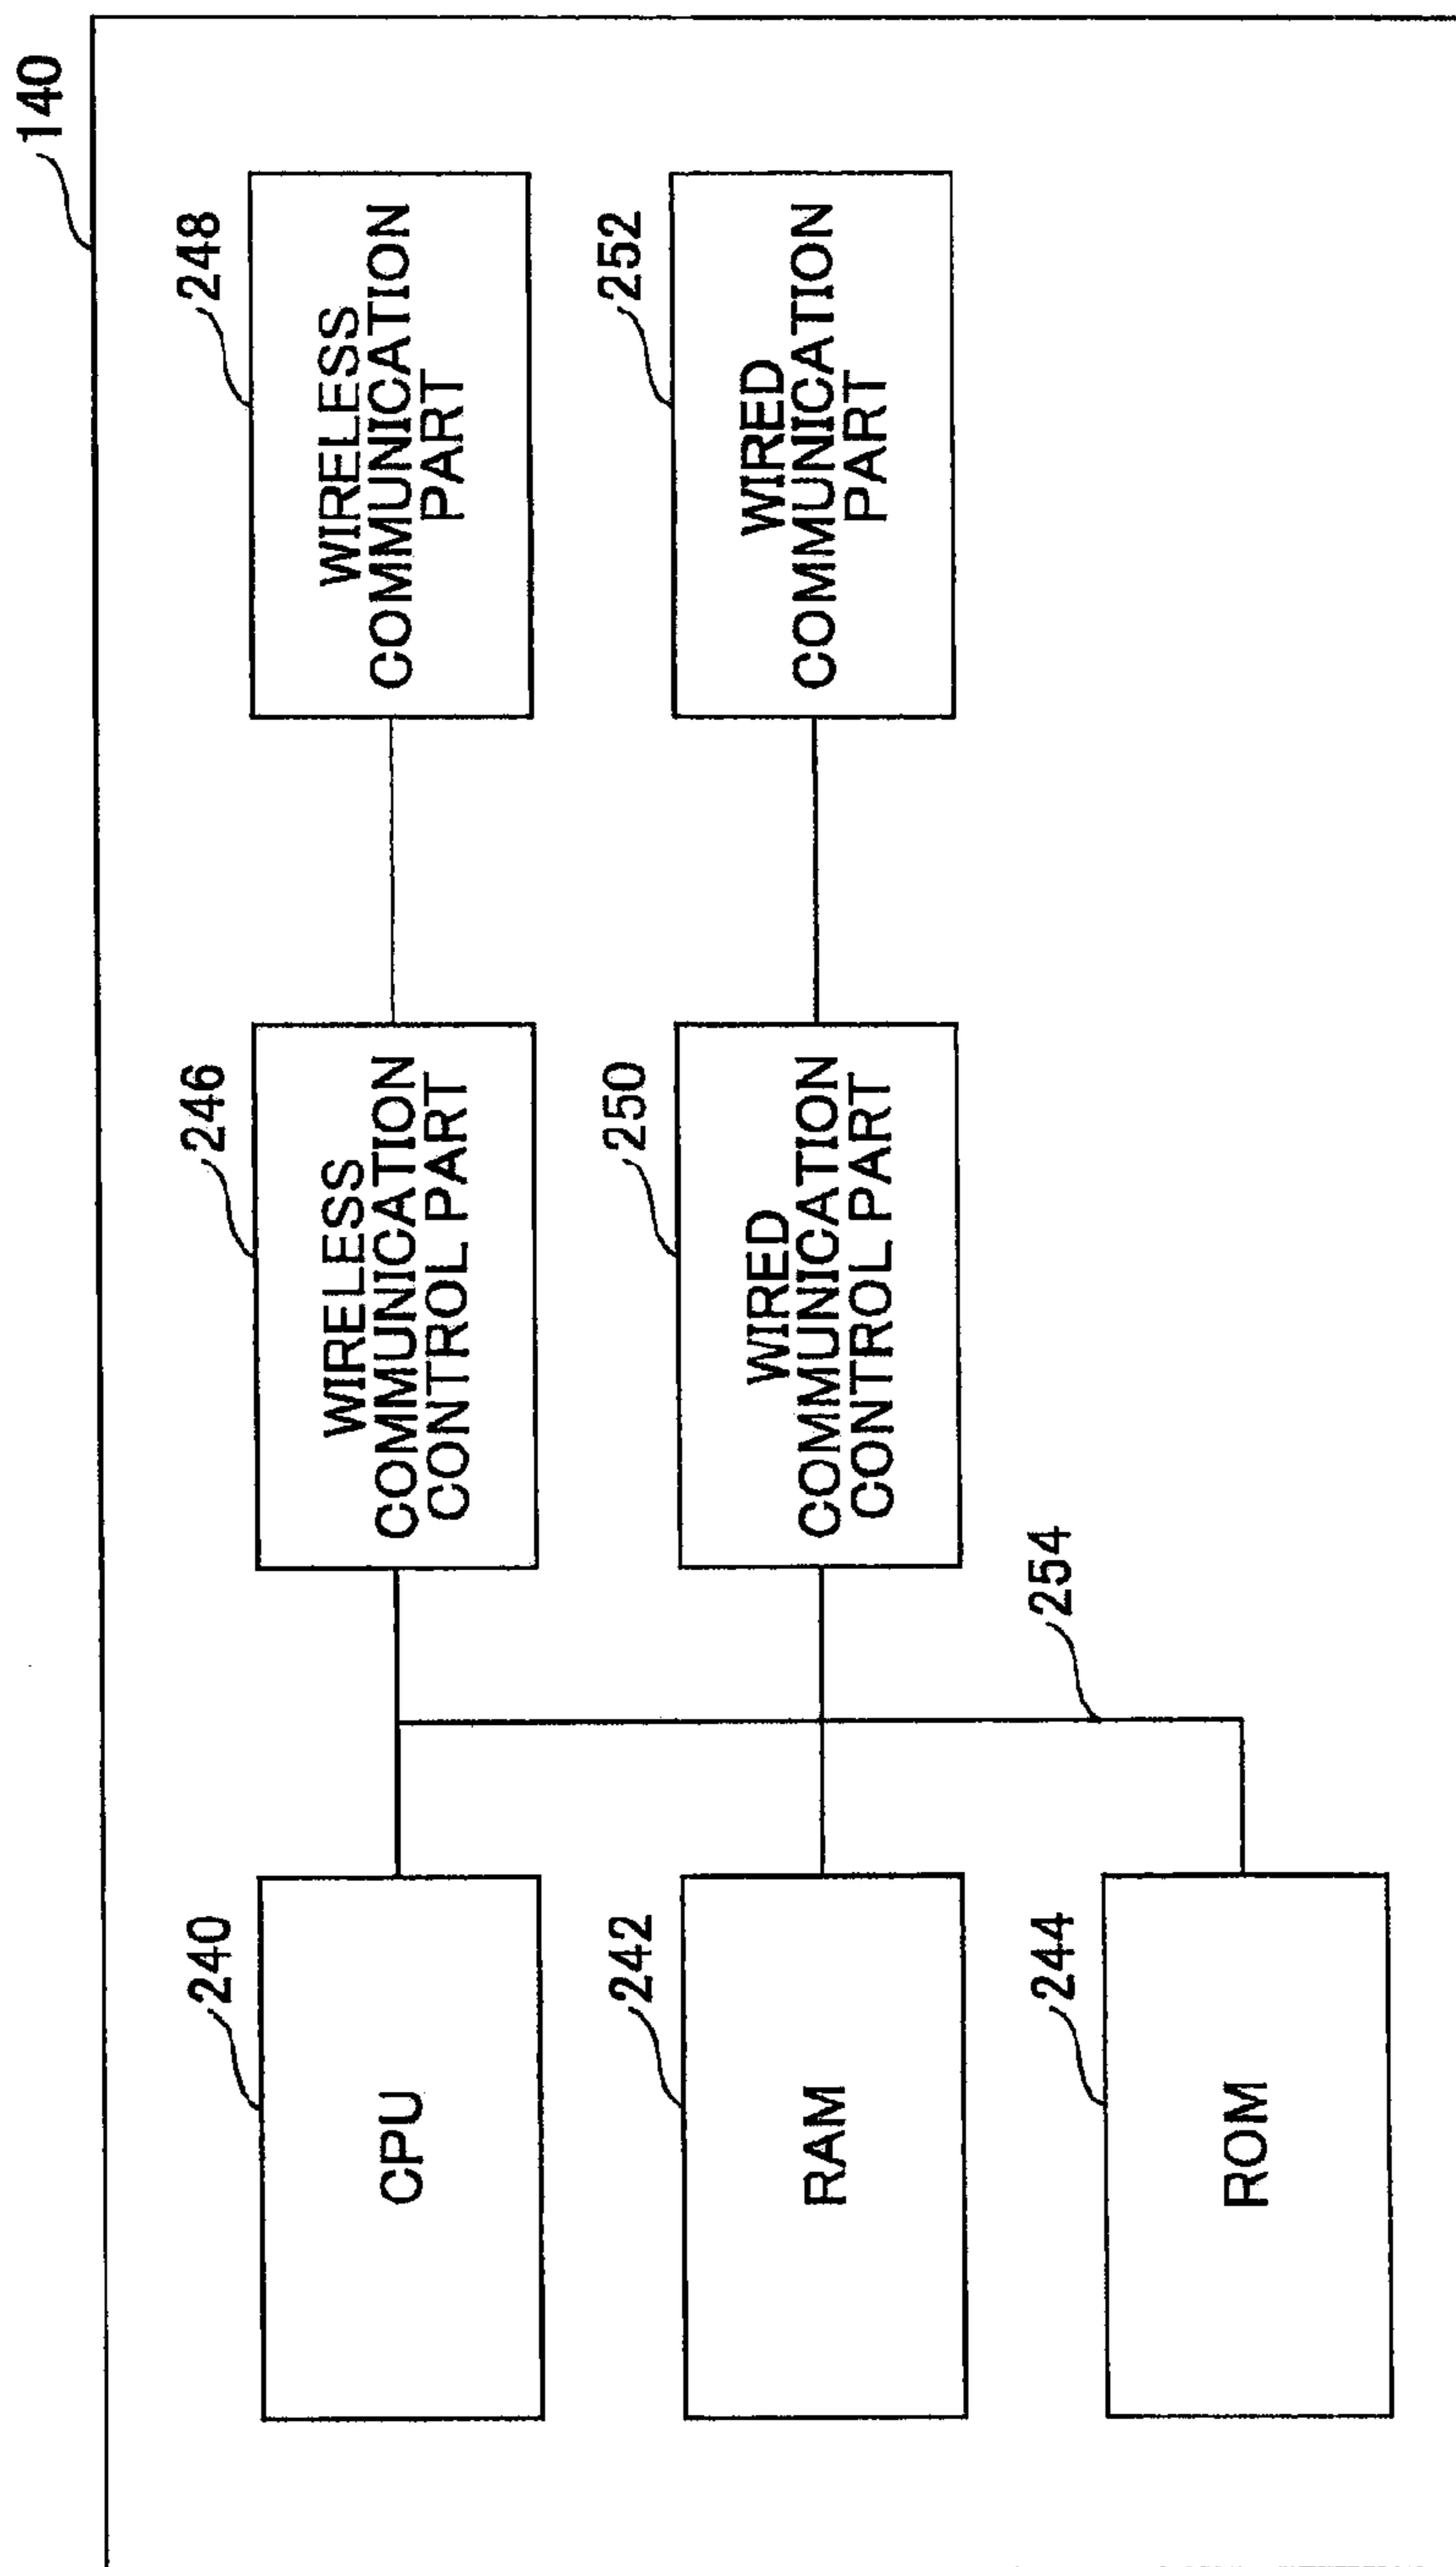 140
240
CPU
246
WIRELESS
COMMUNICATION
CONTROL PART
248
WIRELESS
COMMUNICATION
PART
242
RAM
250
WIRED
COMMUNICATION
CONTROL PART
252
WIRED
COMMUNICATION
PART
244
ROM
254